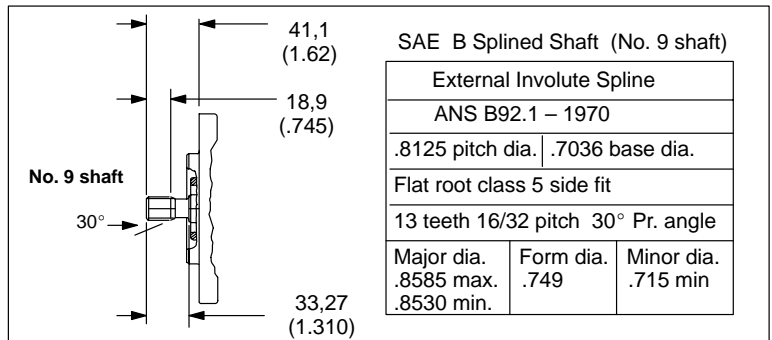 41,1
(1.62)
18,9
(.745)
No. 9 shaft
30°
33,27
(1.310)
SAE B Splined Shaft (No. 9 shaft)
External Involute Spline
ANS B92.1 – 1970
.8125 pitch dia. .7036 base dia.
Flat root class 5 side fit
13 teeth 16/32 pitch 30° Pr. angle
Major dia.
.8585 max.
.8530 min.
Form dia.
.749
Minor dia.
.715 min